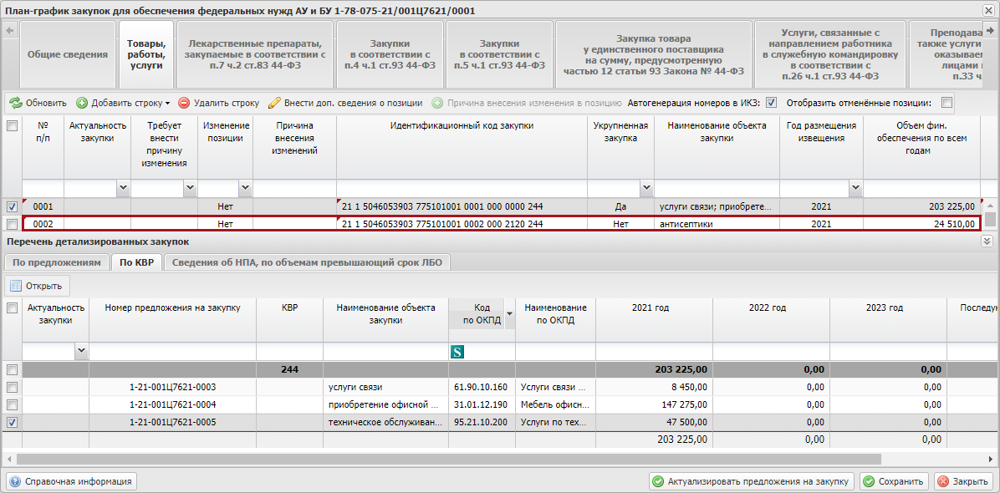 План-график закупок для обеспечения федеральных нужд АУ и БУ 1-78-075-21/001Ц7621/0001
Общие сведения
Товары,
работы,
услуги
Лекарственные препараты,
закупаемые в соответствии с
п.7 ч.2 ст.83 44-ФЗ
Закупки
в соответствии с
п.4 ч.1 ст.93 44-ФЗ
Закупки
в соответствии с
п.5 ч.1 ст.93 44-ФЗ
Закупка товара
у единственного поставщика
на сумму, предусмотренную
частью 12 статьи 93 Закона № 44-ФЗ
Услуги, связанные с
направлением работника
в служебную командировку
в соответствии с
п.26 ч.1 ст.93 44-ФЗ
Преподава
также услуги
оказываем
лицами
п.33 ч.
Обновить Добавить строку Удалить строку Внести доп. сведения о позиции Причина внесения изменения в позицию Автогенерация номеров в ИКЗ: Отобразить отменённые позиции:
№
п/п
Актуальность
закупки
Требует
внести
причину
изменения
Изменение
позиции
Причина
внесения
изменений
Идентификационный код закупки
Укрупненная
закупка
Наименование объекта
закупки
Год размещения
извещения
Объем фин.
обеспечения по всем
годам
0001 Нет 21 1 5046053903 775101001 0001 000 0000 244 Да услуги связи; приобрете... 2021 203 225,00
0002 Нет 21 1 5046053903 775101001 0002 000 2120 244 Нет антисептики 2021 24 510,00
Перечень детализированных закупок
По предложениям По КВР Сведения об НПА, по объемам превышающий срок ЛБО
Открыть
Актуальность
закупки
Номер предложения на закупку
КВР
Наименование объекта
закупки
Код
по ОКПД
Наименование
по ОКПД
2021 год
2022 год
2023 год
Последую
S
244 203 225,00 0,00 0,00
1-21-001Ц7621-0003 услуги связи 61.90.10.160 Услуги связи ... 8 450,00 0,00 0,00
1-21-001Ц7621-0004 приобретение офисной ... 31.01.12.190 Мебель офисн... 147 275,00 0,00 0,00
1-21-001Ц7621-0005 техническое обслуживан... 95.21.10.200 Услуги по тех... 47 500,00 0,00 0,00
203 225,00 0,00 0,00
Справочная информация Актуализировать предложения на закупку Сохранить Закрыть